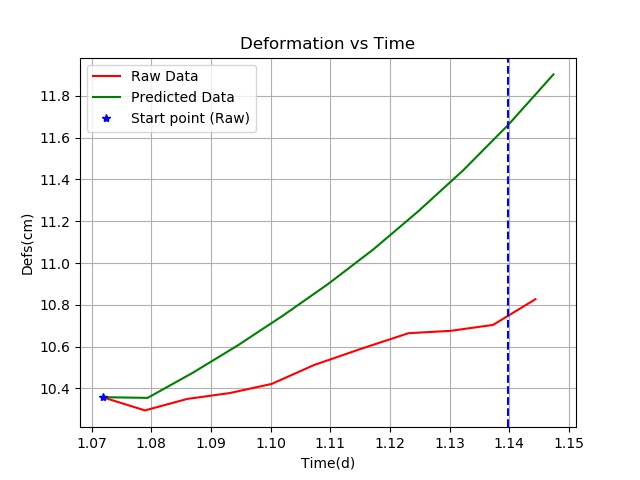 Deformation vs Time
Raw Data
Predicted Data
Start point (Raw)
Defs(cm)
11.8
11.6
11.4
11.2
11.0
10.8
10.6
10.4
1.07 1.08 1.09 1.10 1.11 1.12 1.13 1.14 1.15
Time(d)